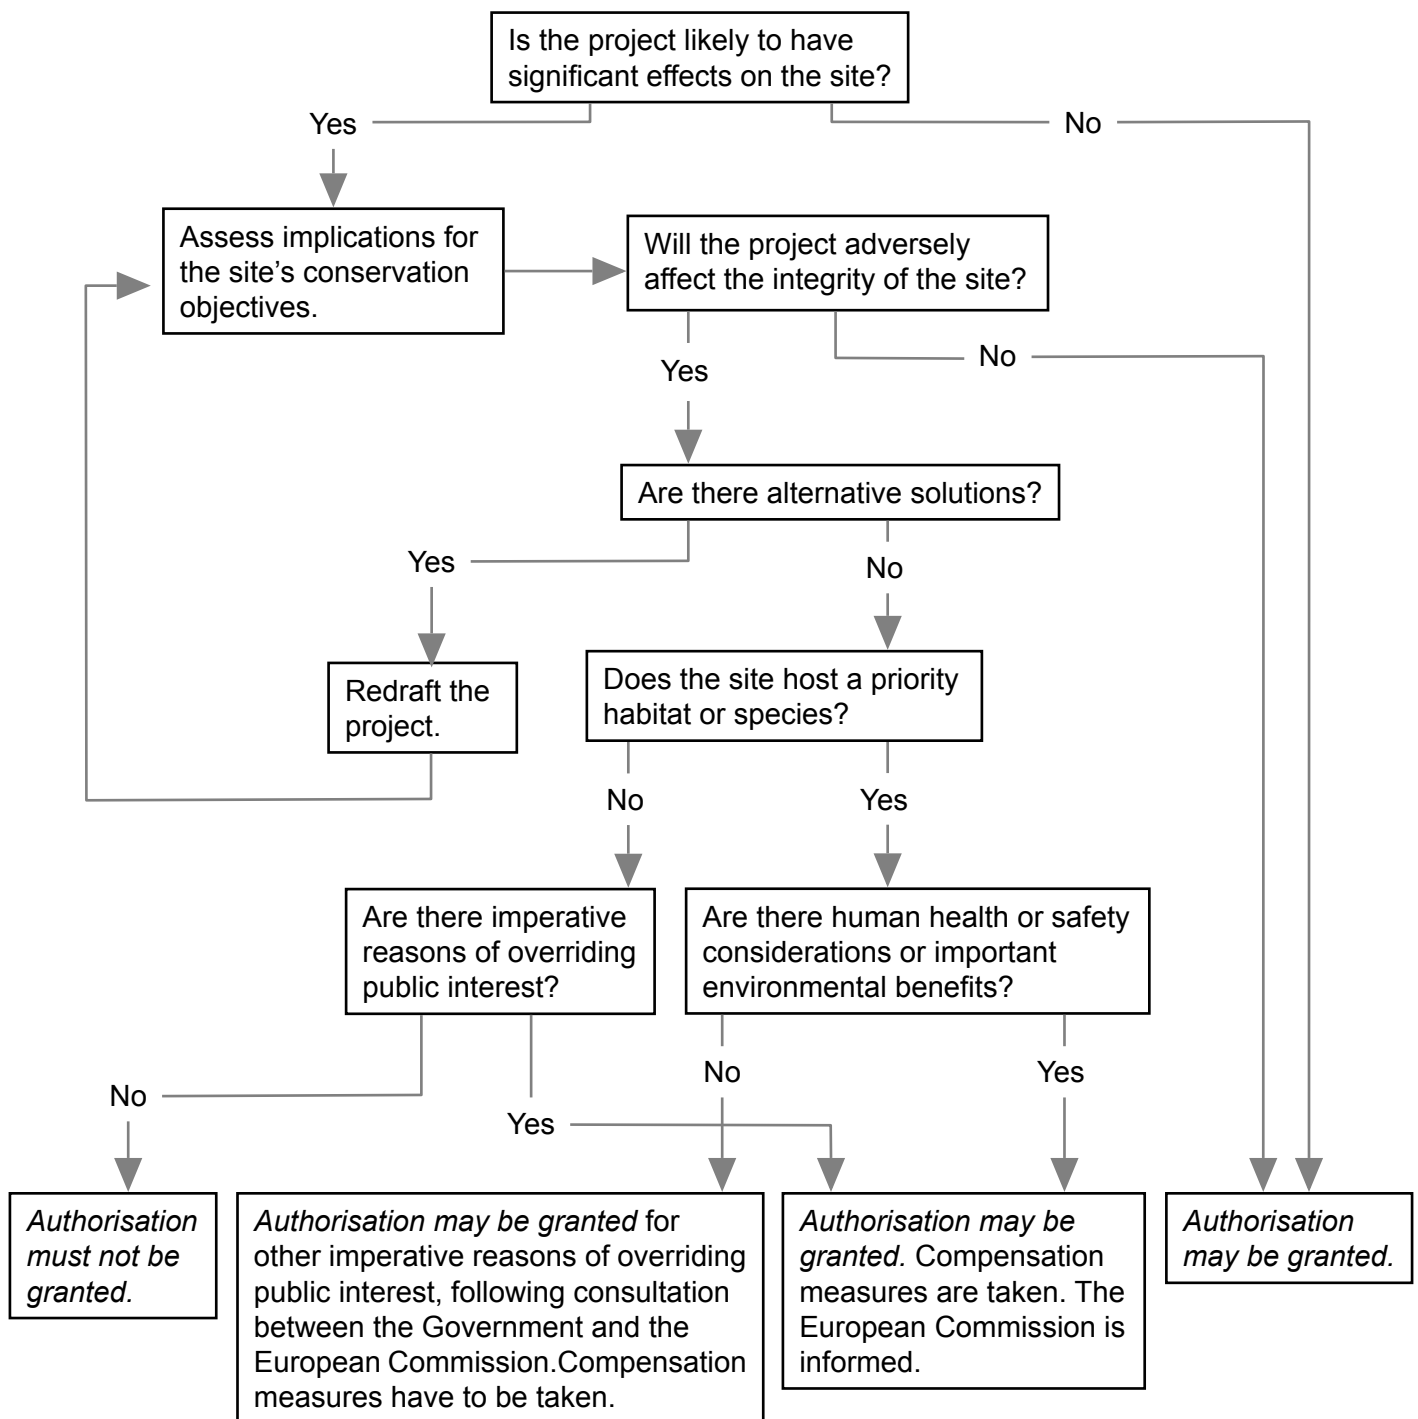 Is the project likely to have
significant effects on the site?
Yes
No
Assess implications for
the site's conservation
objectives.
Will the project adversely
affect the integrity of the site?
No
Yes
Are there alternative solutions?
Yes
No
Redraft the
project.
Does the site host a priority
habitat or species?
No
Yes
Are there imperative
reasons of overriding
public interest?
Are there human health or safety
considerations or important
environmental benefits?
No
Yes
No
Yes
Authorisation
must not be
granted.
Authorisation may be granted for
other imperative reasons of overriding
public interest, following consultation
between the Government and the
European Commission.Compensation
measures have to be taken.
Authorisation may be
granted. Compensation
measures are taken. The
European Commission is
informed.
Authorisation
may be granted.